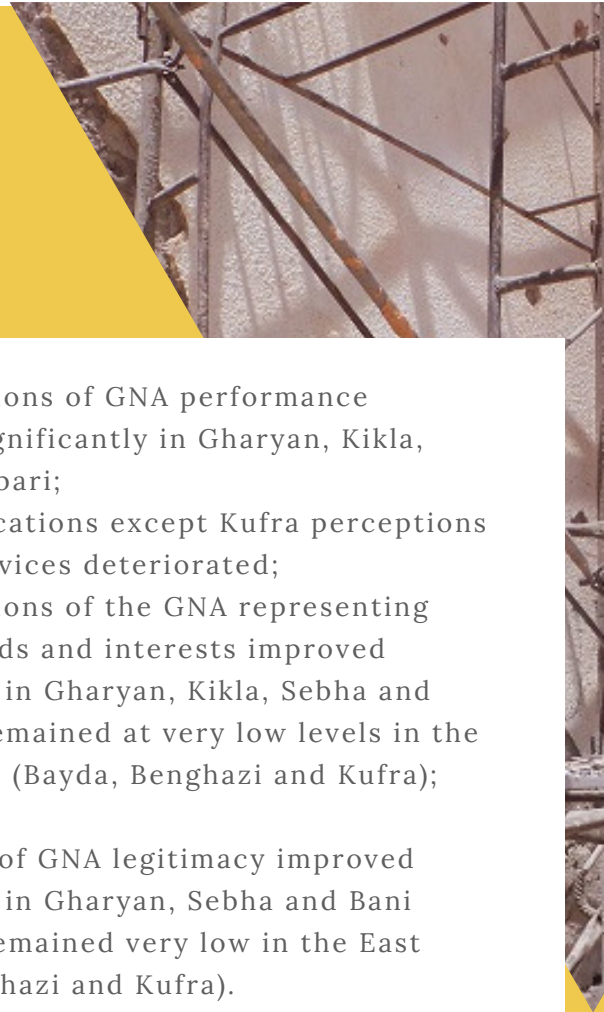 ions of GNA performance
gnificantly in Gharyan, Kikla,
bari;
cations except Kufra perceptions
vices deteriorated;
ions of the GNA representing
ds and interests improved
in Gharyan, Kikla, Sebha and
emained at very low levels in the
(Bayda, Benghazi and Kufra);
of GNA legitimacy improved
in Gharyan, Sebha and Bani
emained very low in the East
hazi and Kufra).